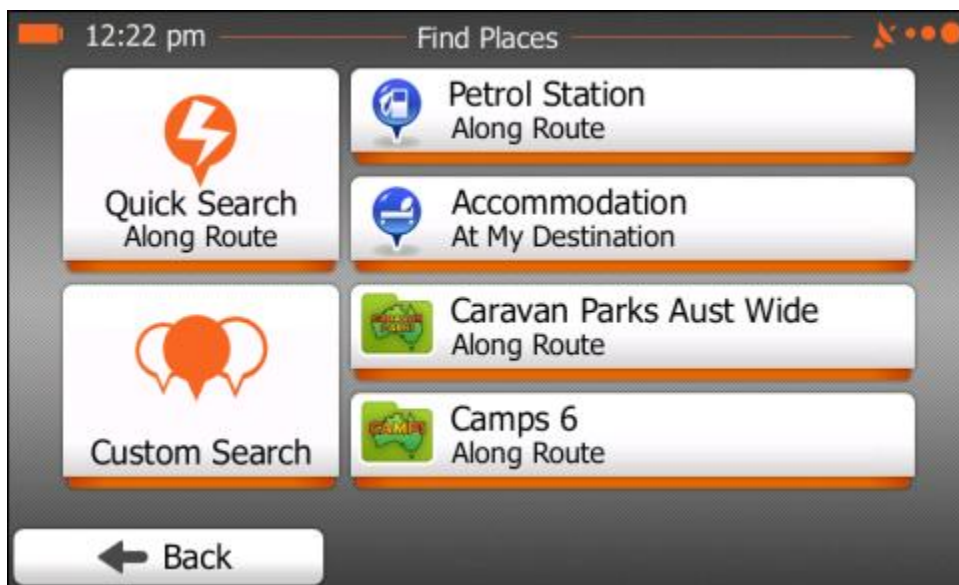 12:22 pm
Find Places
Quick Search
Along Route
Custom Search
Petrol Station
Along Route
Accommodation
At My Destination
Caravan Parks Aust Wide
Along Route
CAMPS
Camps 6
Along Route
Back